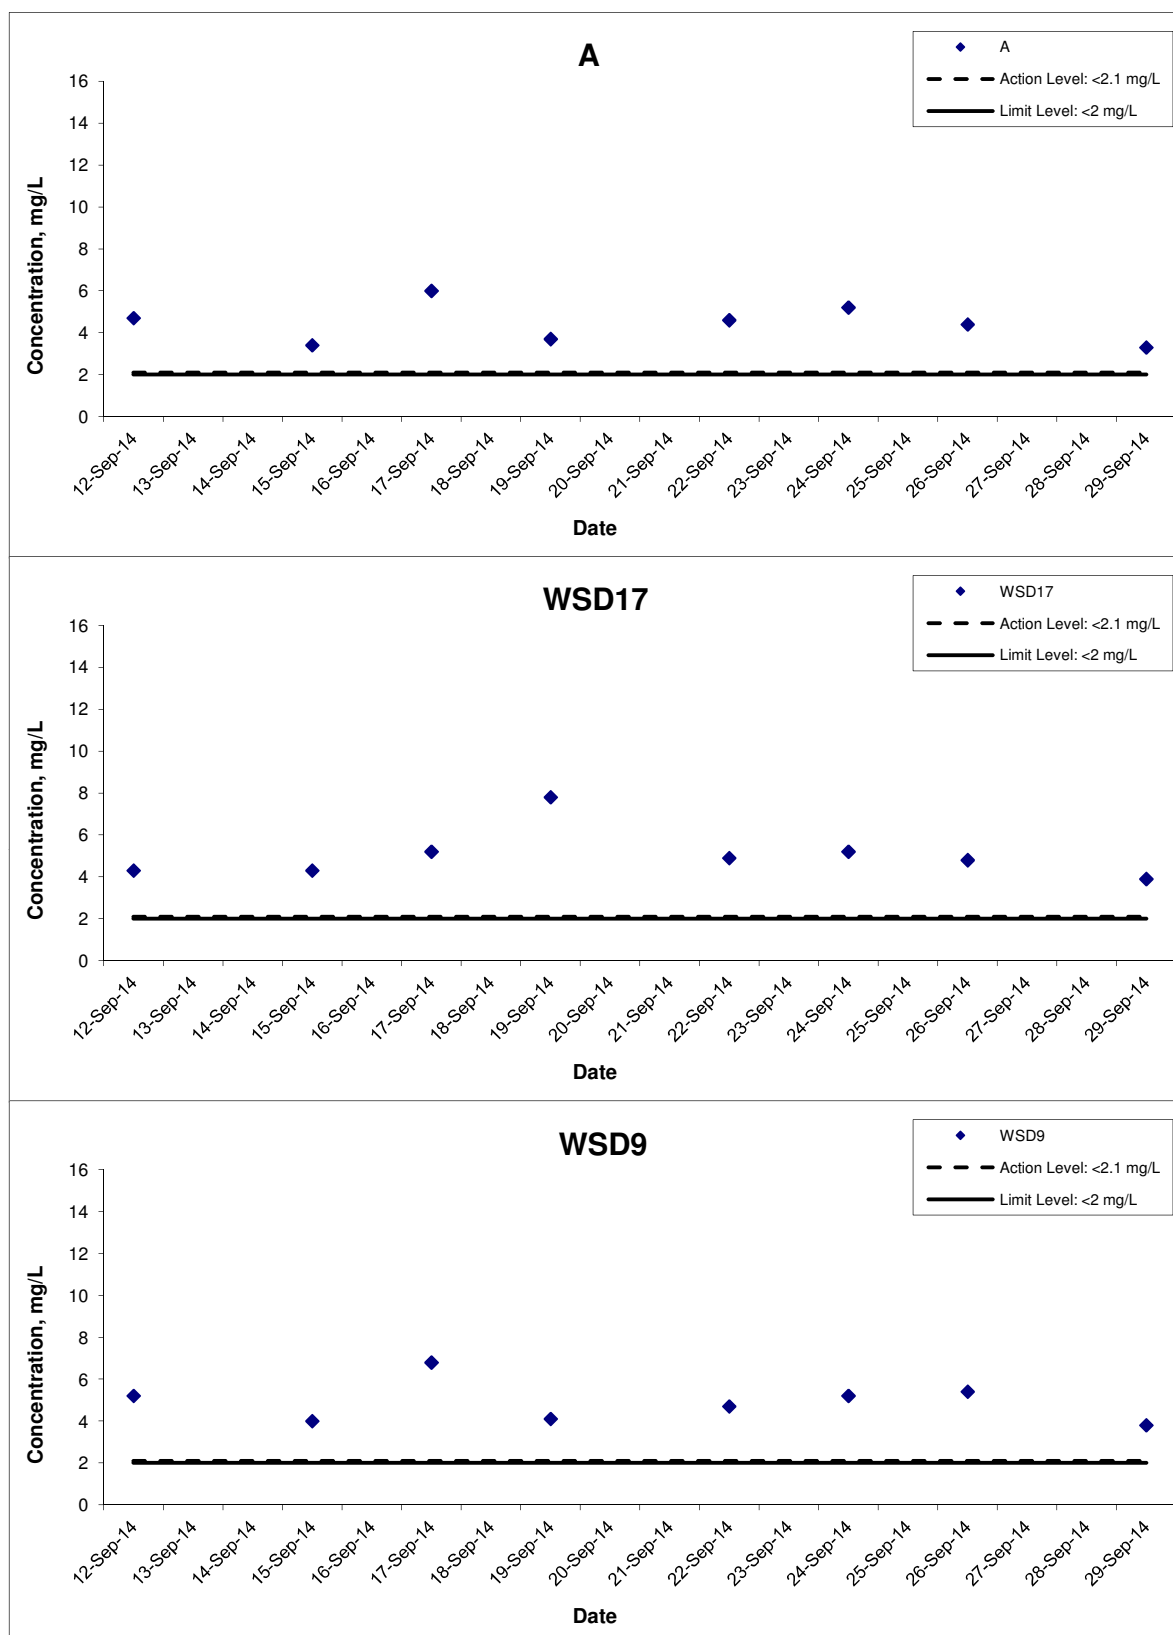 A
A
Action Level: <2.1 mg/L
Limit Level: <2 mg/L
Concentration, mg/L
16
14
12
10
8
6
4
2
0
12-Sep-14
13-Sep-14
14-Sep-14
15-Sep-14
16-Sep-14
17-Sep-14
18-Sep-14
19-Sep-14
20-Sep-14
21-Sep-14
22-Sep-14
23-Sep-14
24-Sep-14
25-Sep-14
26-Sep-14
27-Sep-14
28-Sep-14
29-Sep-14
Date
WSD17
WSD17
Action Level: <2.1 mg/L
Limit Level: <2 mg/L
Concentration, mg/L
16
14
12
10
8
6
4
2
0
12-Sep-14
13-Sep-14
14-Sep-14
15-Sep-14
16-Sep-14
17-Sep-14
18-Sep-14
19-Sep-14
20-Sep-14
21-Sep-14
22-Sep-14
23-Sep-14
24-Sep-14
25-Sep-14
26-Sep-14
27-Sep-14
28-Sep-14
29-Sep-14
Date
WSD9
WSD9
Action Level: <2.1 mg/L
Limit Level: <2 mg/L
Concentration, mg/L
16
14
12
10
8
6
4
2
0
12-Sep-14
13-Sep-14
14-Sep-14
15-Sep-14
16-Sep-14
17-Sep-14
18-Sep-14
19-Sep-14
20-Sep-14
21-Sep-14
22-Sep-14
23-Sep-14
24-Sep-14
25-Sep-14
26-Sep-14
27-Sep-14
28-Sep-14
29-Sep-14
Date